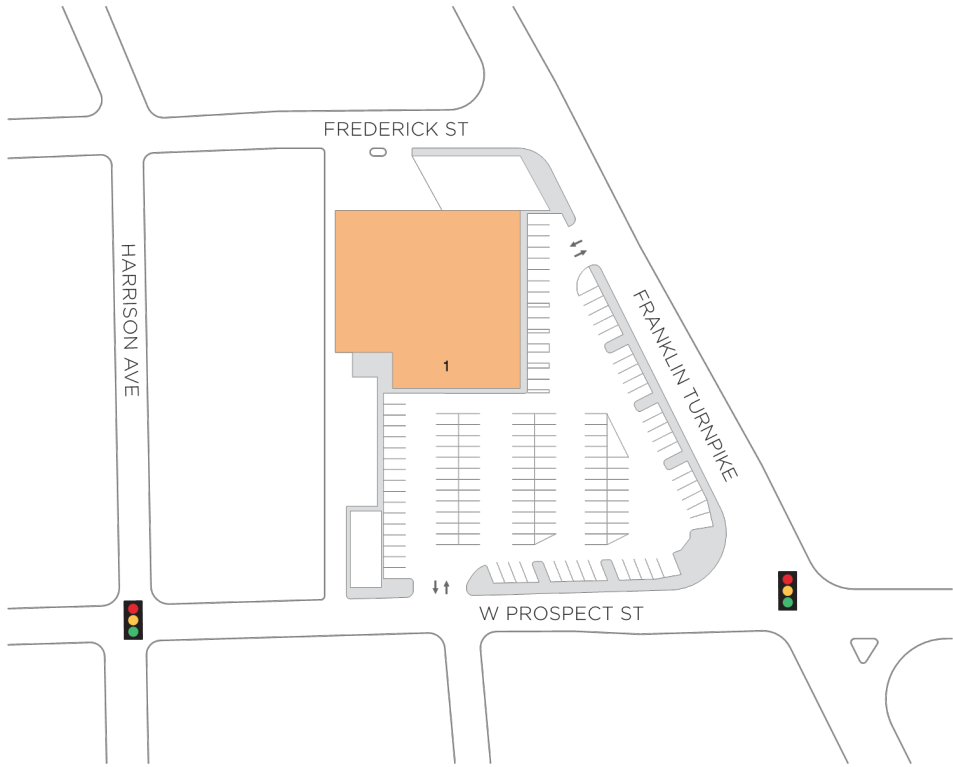 FREDERICK ST
HARRISON AVE
FRANKLIN TURNPIKE
1
W PROSPECT ST